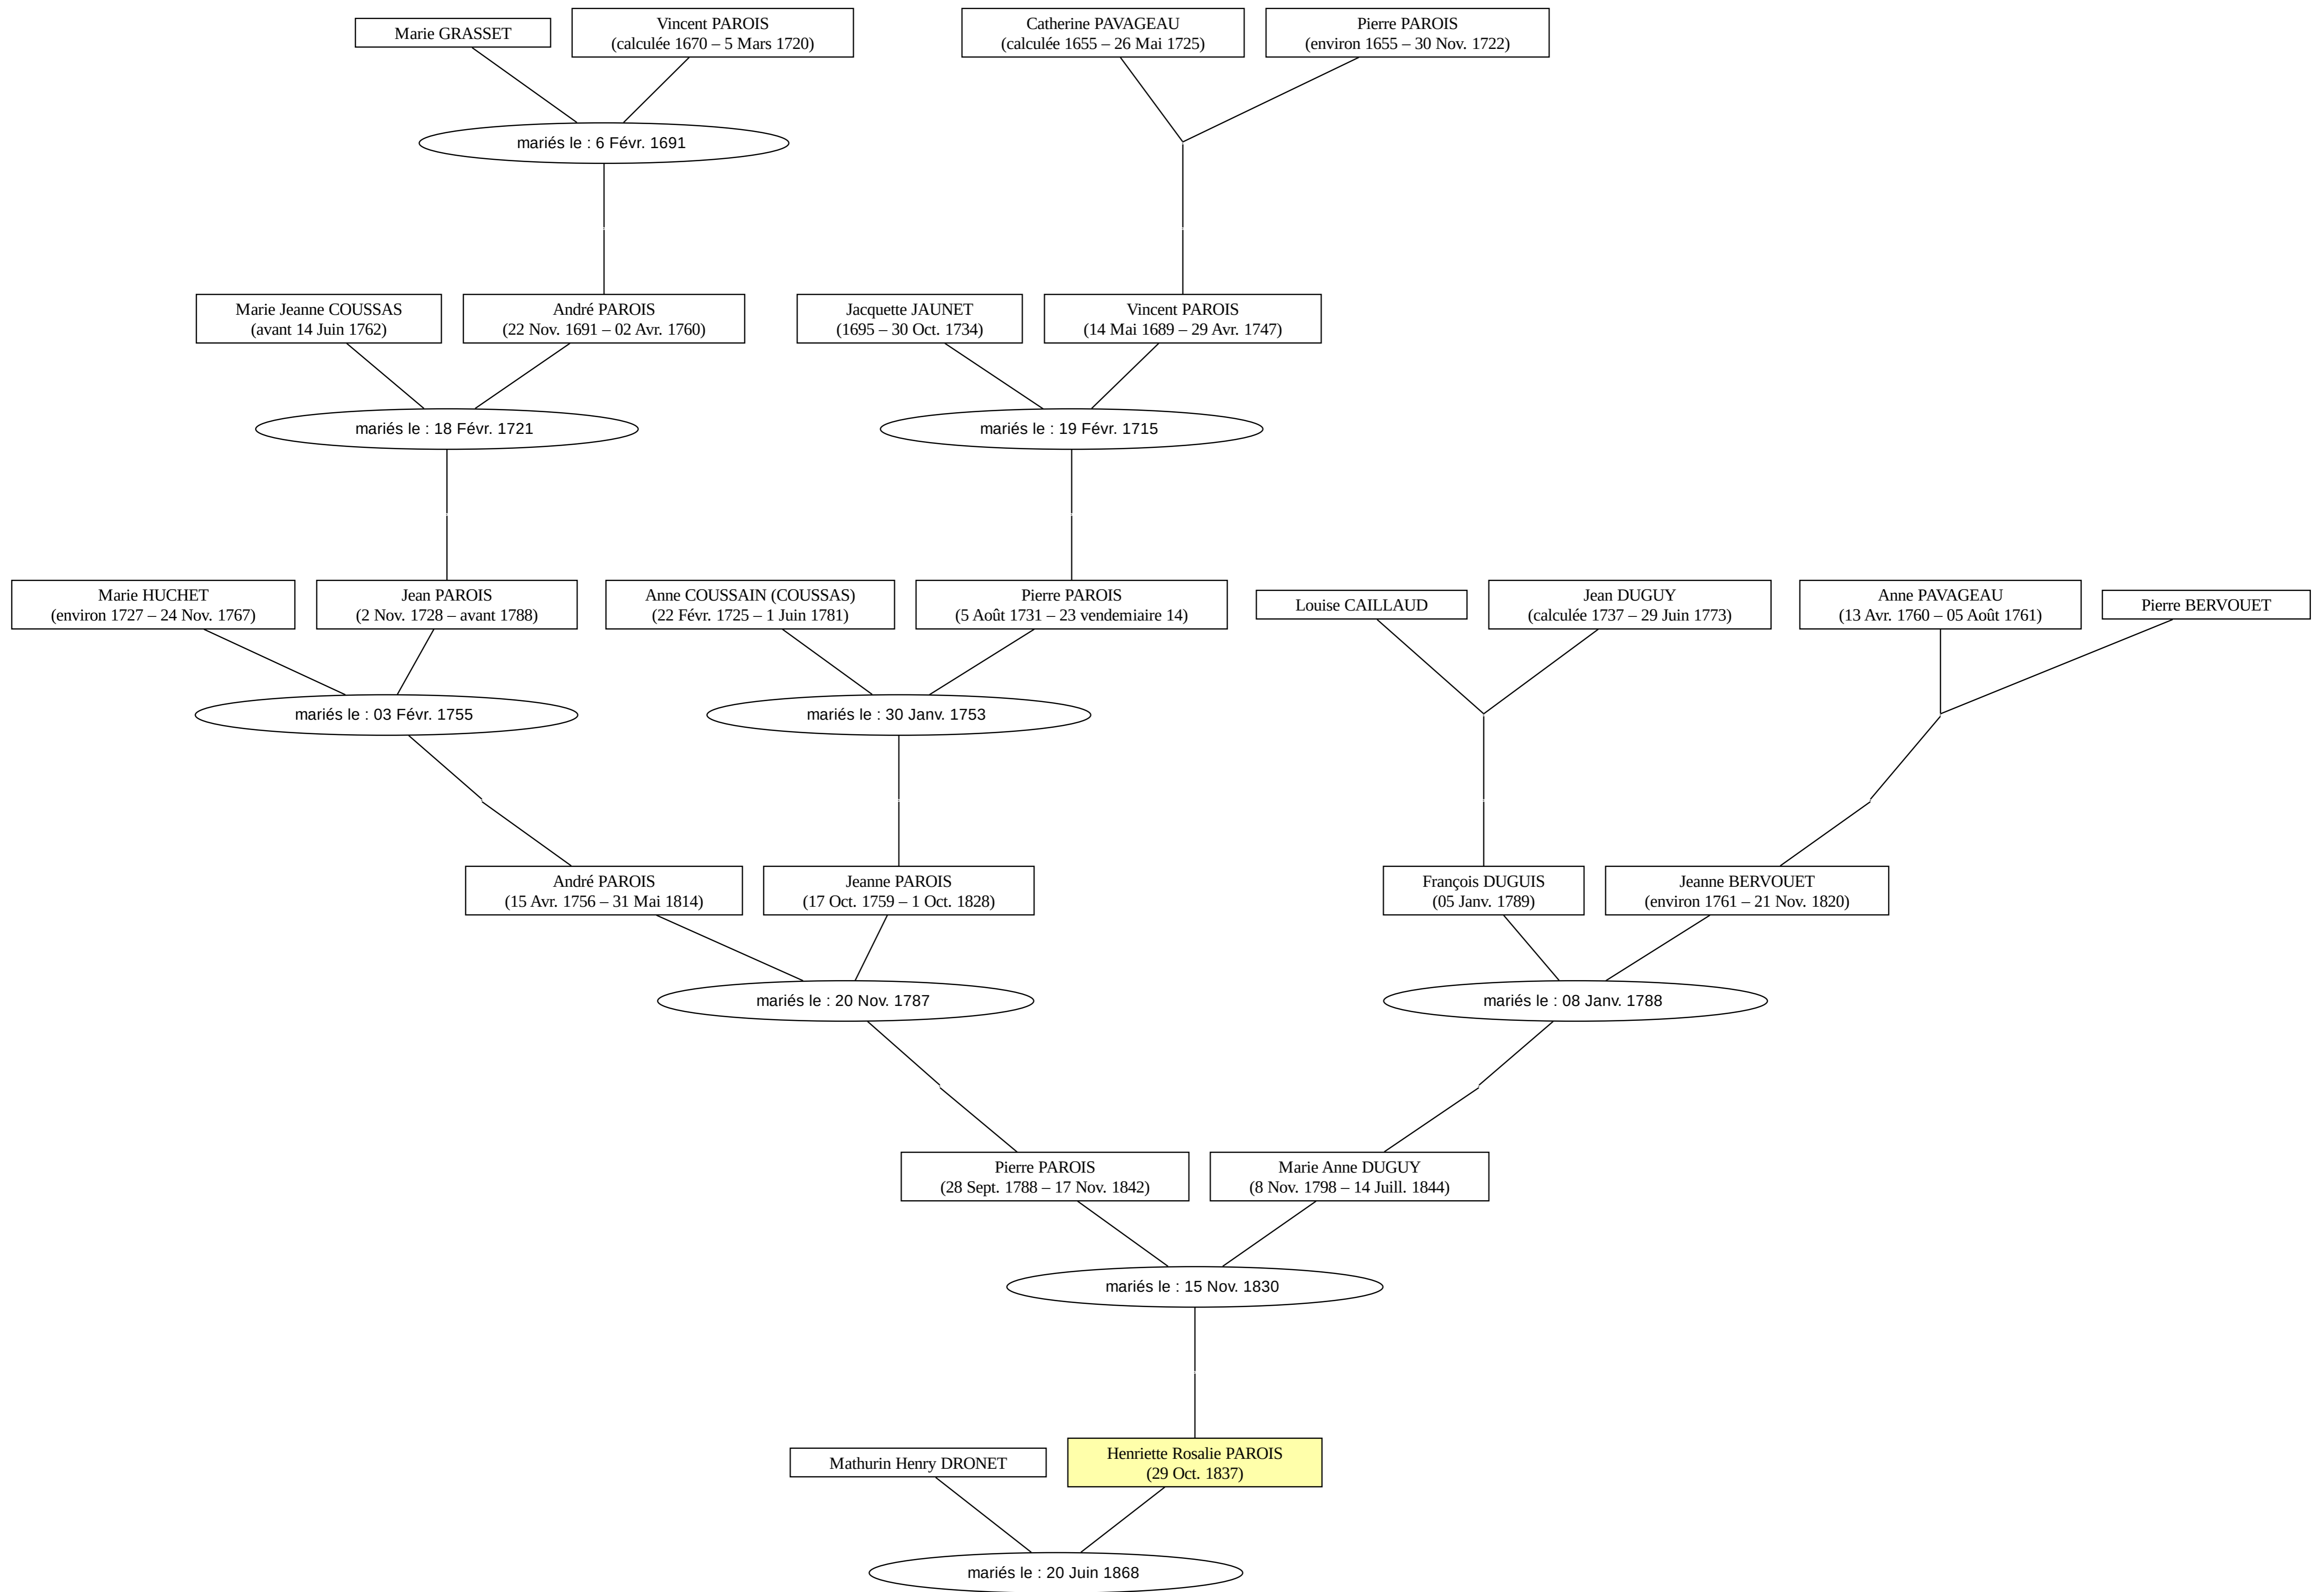 Marie GRASSET
Vincent PAROIS
(calculée 1670 – 5 Mars 1720)
Catherine PAVAGEAU
(calculée 1655 – 26 Mai 1725)
Pierre PAROIS
(environ 1655 – 30 Nov. 1722)
mariés le : 6 Févr. 1691
Marie Jeanne COUSSAS
(avant 14 Juin 1762)
André PAROIS
(22 Nov. 1691 – 02 Avr. 1760)
Jacquette JAUNET
(1695 – 30 Oct. 1734)
Vincent PAROIS
(14 Mai 1689 – 29 Avr. 1747)
mariés le : 18 Févr. 1721
mariés le : 19 Févr. 1715
Marie HUCHET
(environ 1727 – 24 Nov. 1767)
Jean PAROIS
(2 Nov. 1728 – avant 1788)
Anne COUSSAIN (COUSSAS)
(22 Févr. 1725 – 1 Juin 1781)
Pierre PAROIS
(5 Août 1731 – 23 vendemiaire 14)
Louise CAILLAUD
Jean DUGUY
(calculée 1737 – 29 Juin 1773)
Anne PAVAGEAU
(13 Avr. 1760 – 05 Août 1761)
Pierre BERVOUET
mariés le : 03 Févr. 1755
mariés le : 30 Janv. 1753
André PAROIS
(15 Avr. 1756 – 31 Mai 1814)
Jeanne PAROIS
(17 Oct. 1759 – 1 Oct. 1828)
François DUGUIS
(05 Janv. 1789)
Jeanne BERVOUET
(environ 1761 – 21 Nov. 1820)
mariés le : 20 Nov. 1787
mariés le : 08 Janv. 1788
Pierre PAROIS
(28 Sept. 1788 – 17 Nov. 1842)
Marie Anne DUGUY
(8 Nov. 1798 – 14 Juill. 1844)
mariés le : 15 Nov. 1830
Mathurin Henry DRONET
Henriette Rosalie PAROIS
(29 Oct. 1837)
mariés le : 20 Juin 1868